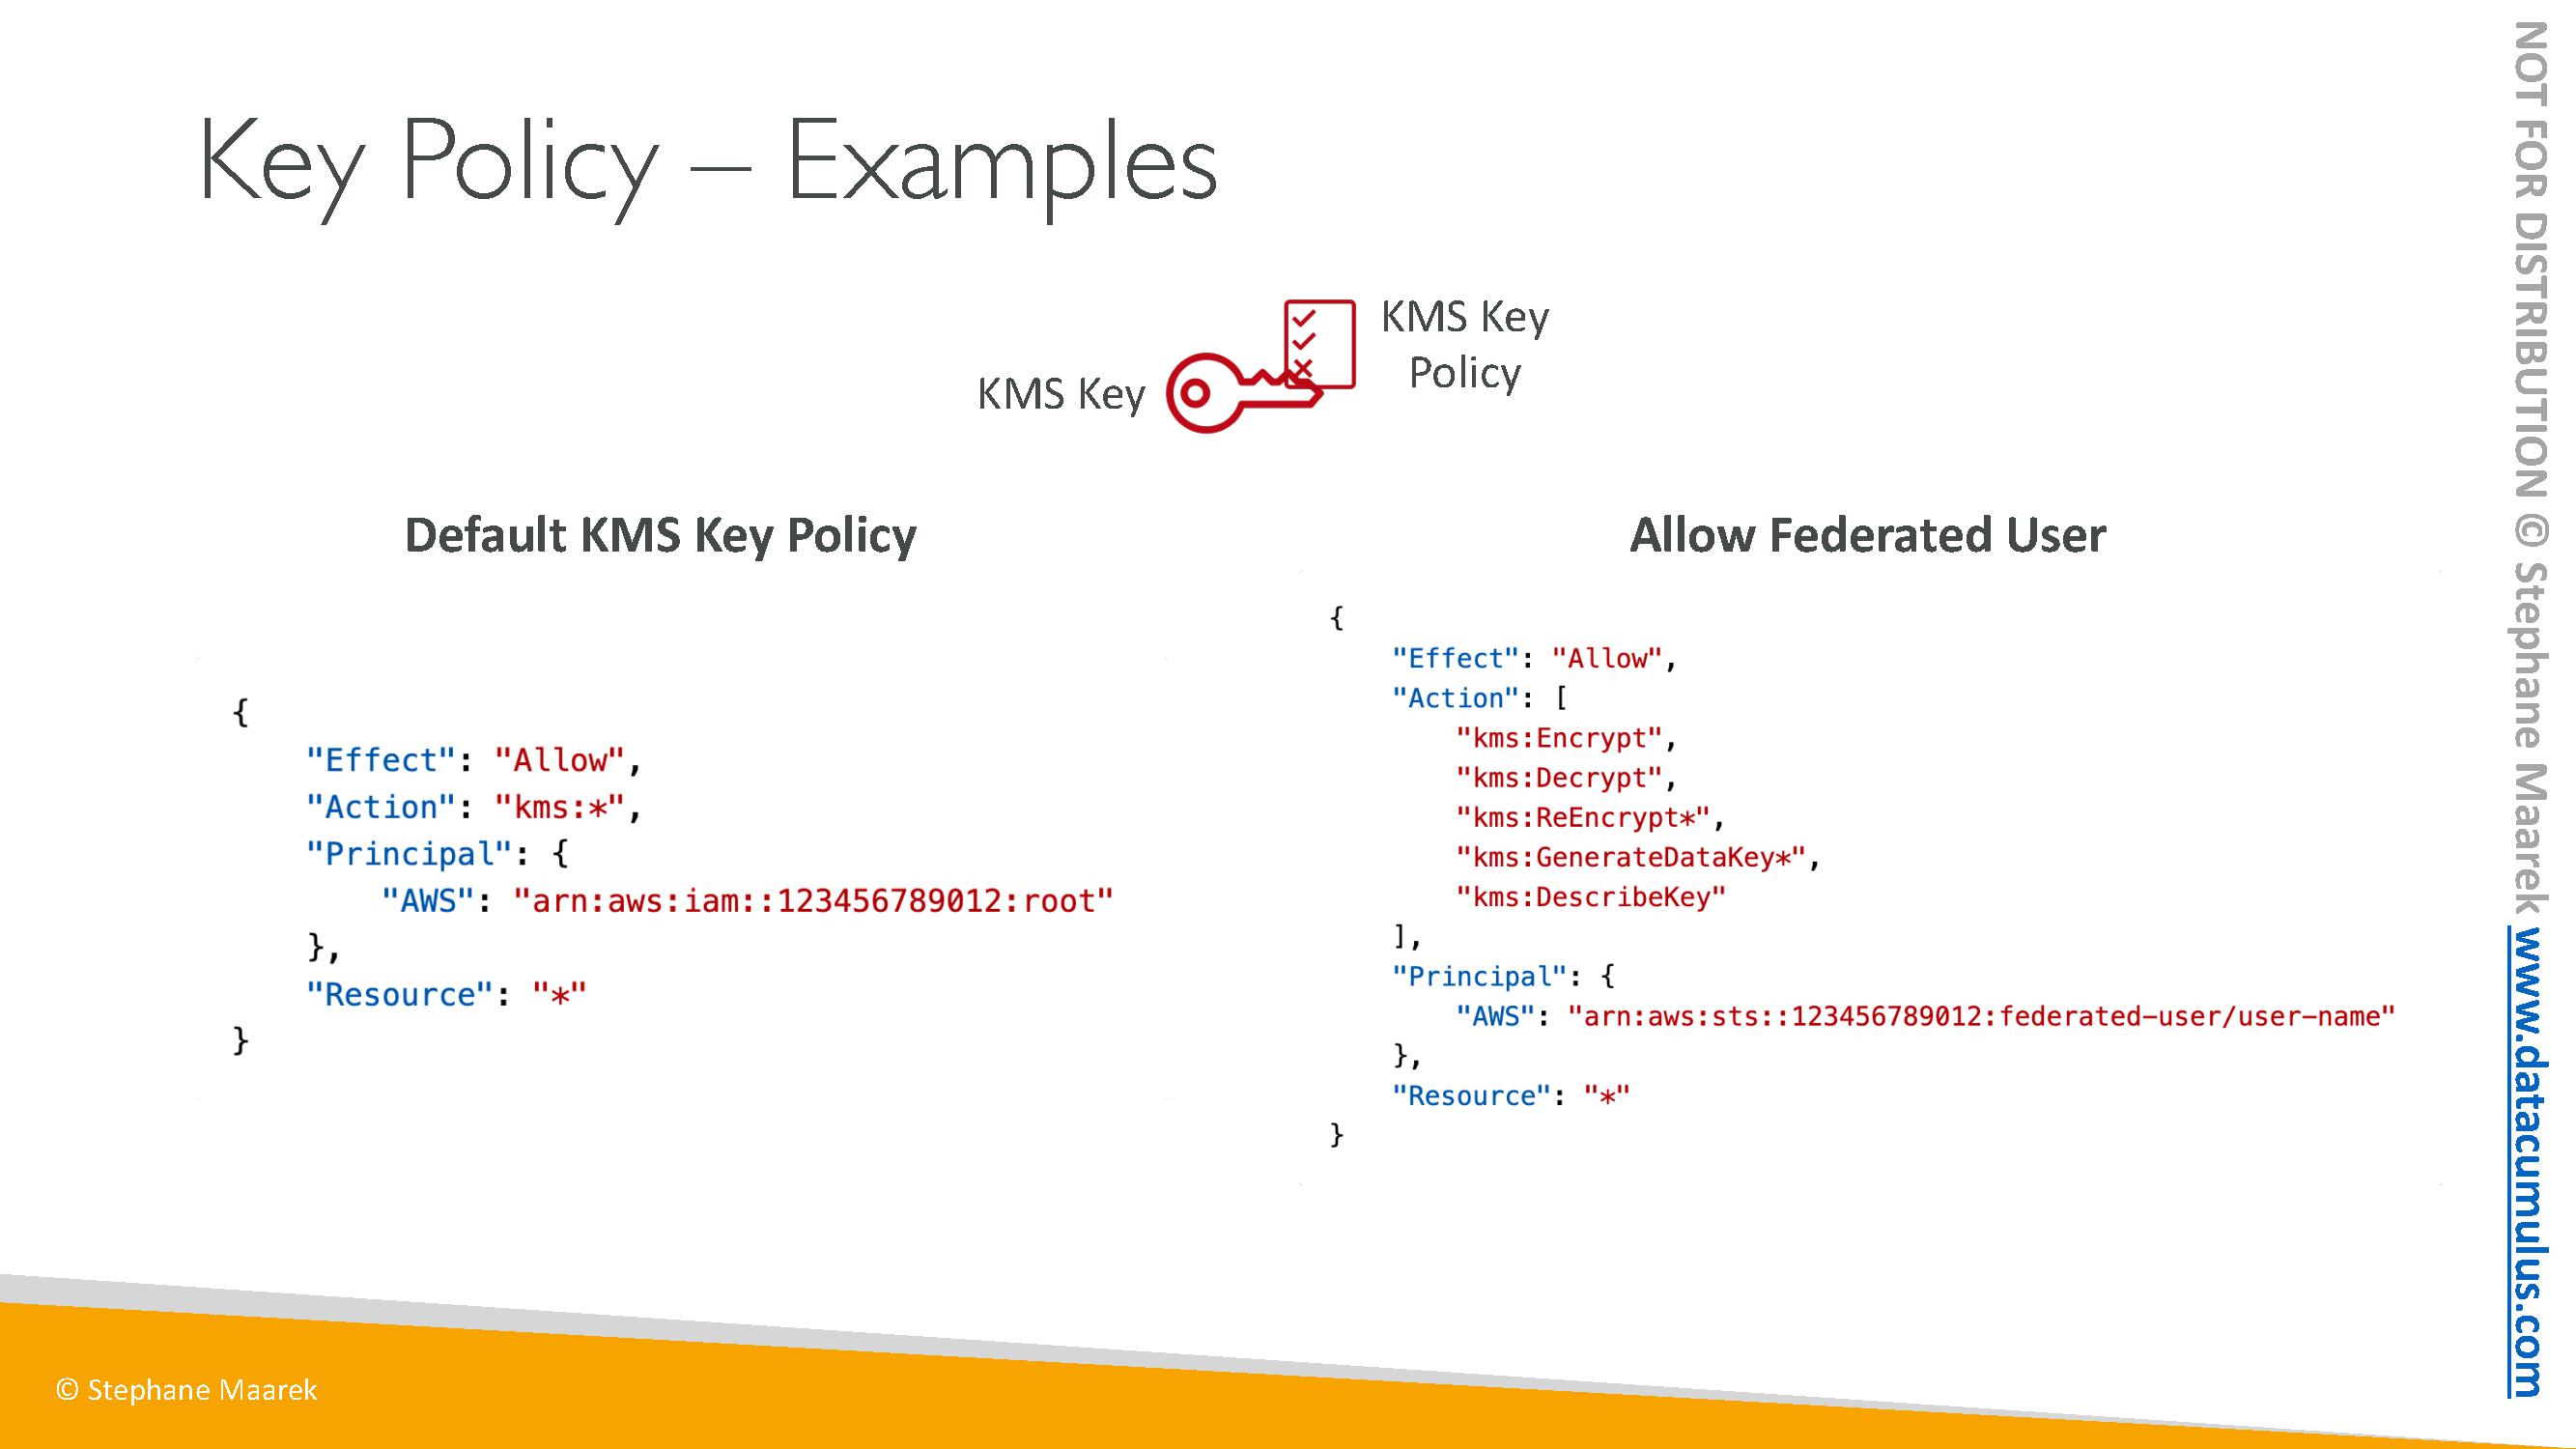 Key Policy – Examples
KMS Key
Policy
KMS Key
Default KMS Key Policy
{
    "Effect": "Allow",
    "Action": "kms:*",
    "Principal": {
        "AWS": "arn:aws:iam::123456789012:root"
    },
    "Resource": "*"
}
Allow Federated User
{
    "Effect": "Allow",
    "Action": [
        "kms:Encrypt",
        "kms:Decrypt",
        "kms:ReEncrypt*",
        "kms:GenerateDataKey*",
        "kms:DescribeKey"
    ],
    "Principal": {
        "AWS": "arn:aws:sts::123456789012:federated-user/user-name"
    },
    "Resource": "*"
}
© Stephane Maarek
NOT FOR DISTRIBUTION © Stephane Maarek www.datacumulus.com